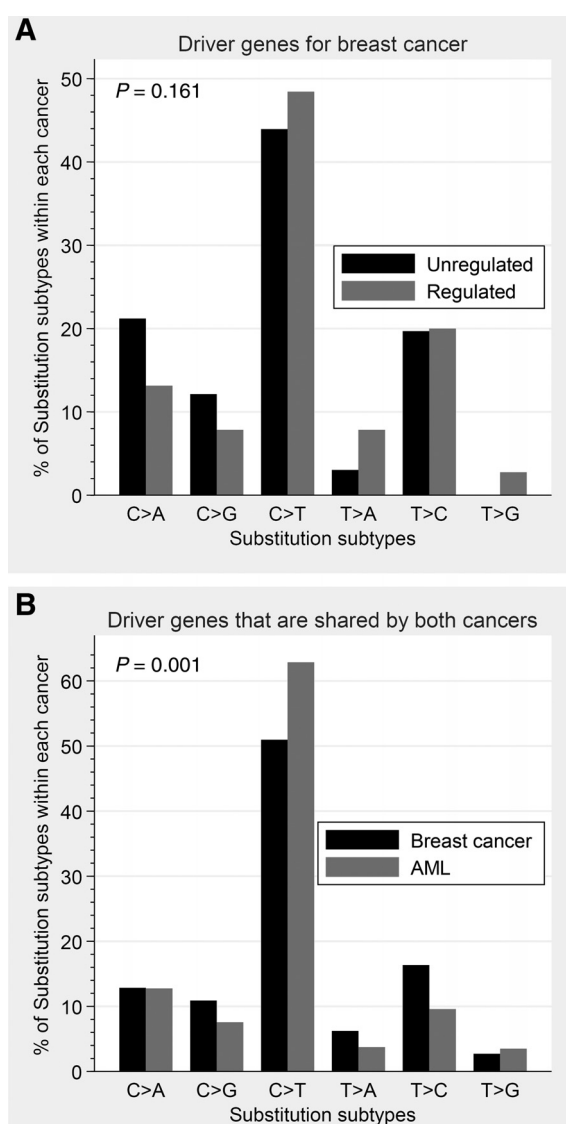 A
Driver genes for breast cancer
P = 0.161
% of Substitution subtypes within each cancer
50
40
30
20
10
0
Unregulated
Regulated
C>A C>G C>T T>A T>C T>G
Substitution subtypes
B
Driver genes that are shared by both cancers
P = 0.001
% of Substitution subtypes within each cancer
60
50
40
30
20
10
0
Breast cancer
AML
C>A C>G C>T T>A T>C T>G
Substitution subtypes